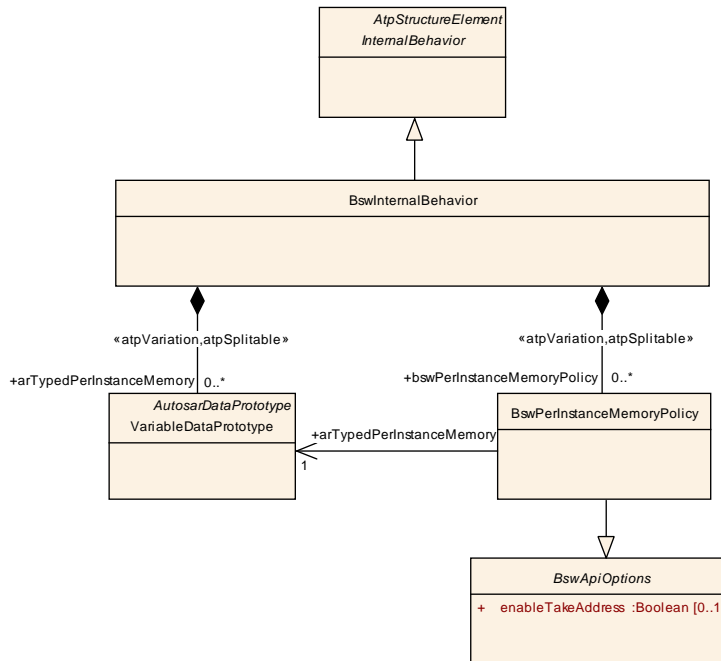 AtpStructureElement
InternalBehavior
BswInternalBehavior
«atpVariation,atpSplitable»
«atpVariation,atpSplitable»
+arTypedPerInstanceMemory 0..*
+bswPerInstanceMemoryPolicy 0..*
AutosarDataPrototype
VariableDataPrototype
BswPerInstanceMemoryPolicy
+arTypedPerInstanceMemory
1
BswApiOptions
+ enableTakeAddress :Boolean [0..1